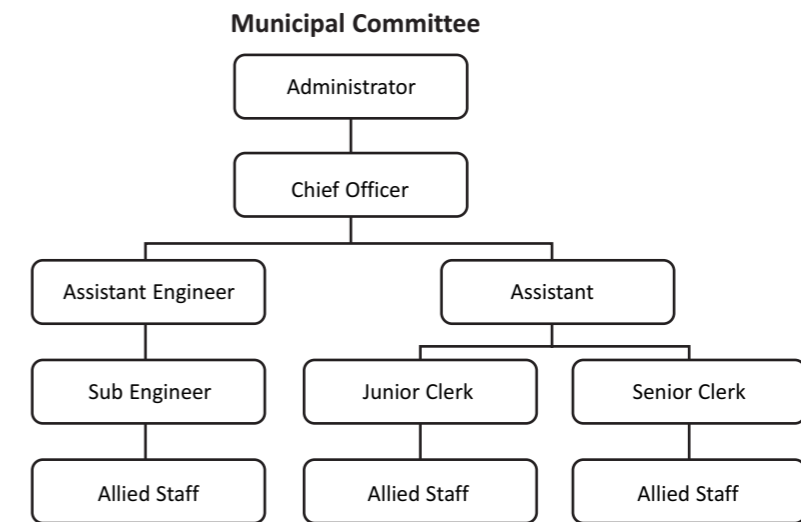 Municipal Committee
Administrator
Chief Officer
Assistant Engineer
Assistant
Sub Engineer
Junior Clerk
Senior Clerk
Allied Staff
Allied Staff
Allied Staff